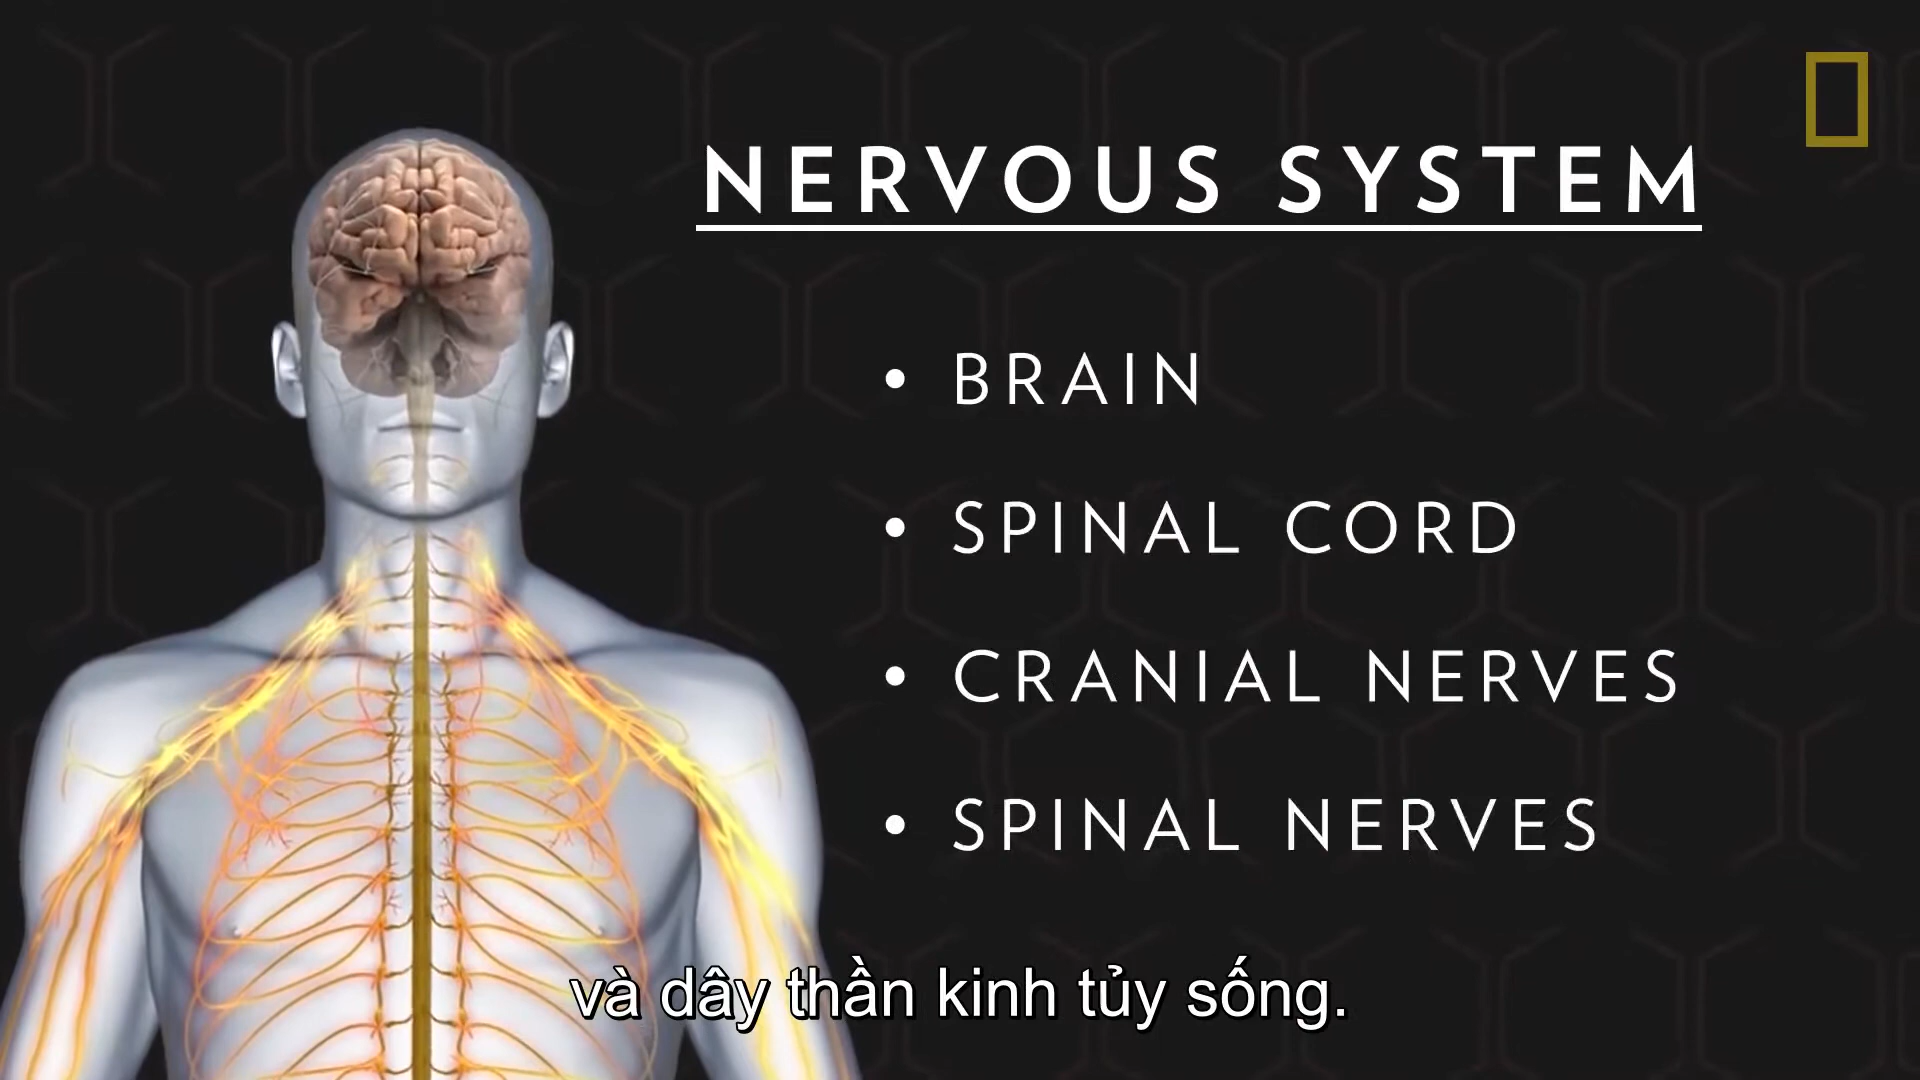 NERVOUS SYSTEM
• BRAIN
• SPINAL CORD
• CRANIAL NERVES
• SPINAL NERVES
và dây thần kinh tủy sống.